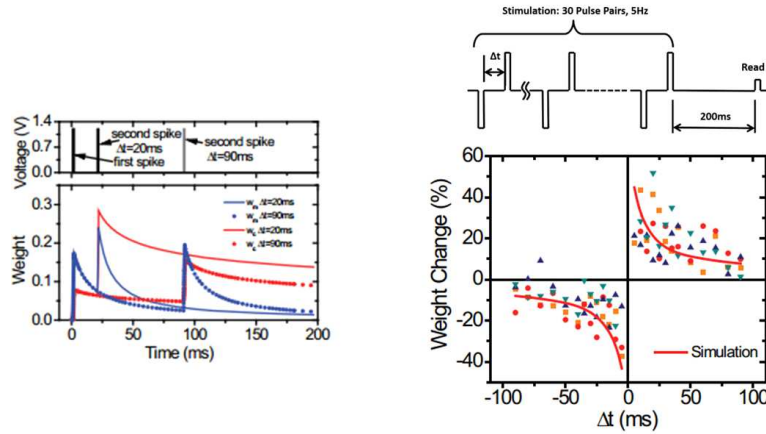 Voltage (V)
1.4
0.7
0.0
second spike
Δt=20ms
first spike
second spike
Δt=90ms
Weight
0.3
0.2
0.1
0.0
w_m Δt=20ms
w_m Δt=90ms
w_c Δt=20ms
w_c Δt=90ms
0 50 100 150 200
Time (ms)
Stimulation: 30 Pulse Pairs, 5Hz
Δt
Read
200ms
Weight Change (%)
60
40
20
0
-20
-40
Simulation
-100 -50 0 50 100
Δt (ms)